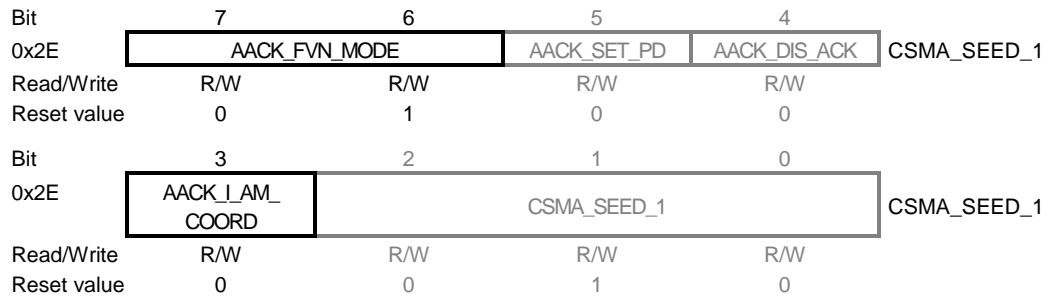 Bit 7 6 5 4
0x2E AACK_FVN_MODE AACK_SET_PD AACK_DIS_ACK CSMA_SEED_1
Read/Write R/W R/W R/W R/W
Reset value 0 1 0 0
Bit 3 2 1 0
0x2E AACK_I_AM_
COORD CSMA_SEED_1 CSMA_SEED_1
Read/Write R/W R/W R/W R/W
Reset value 0 0 1 0